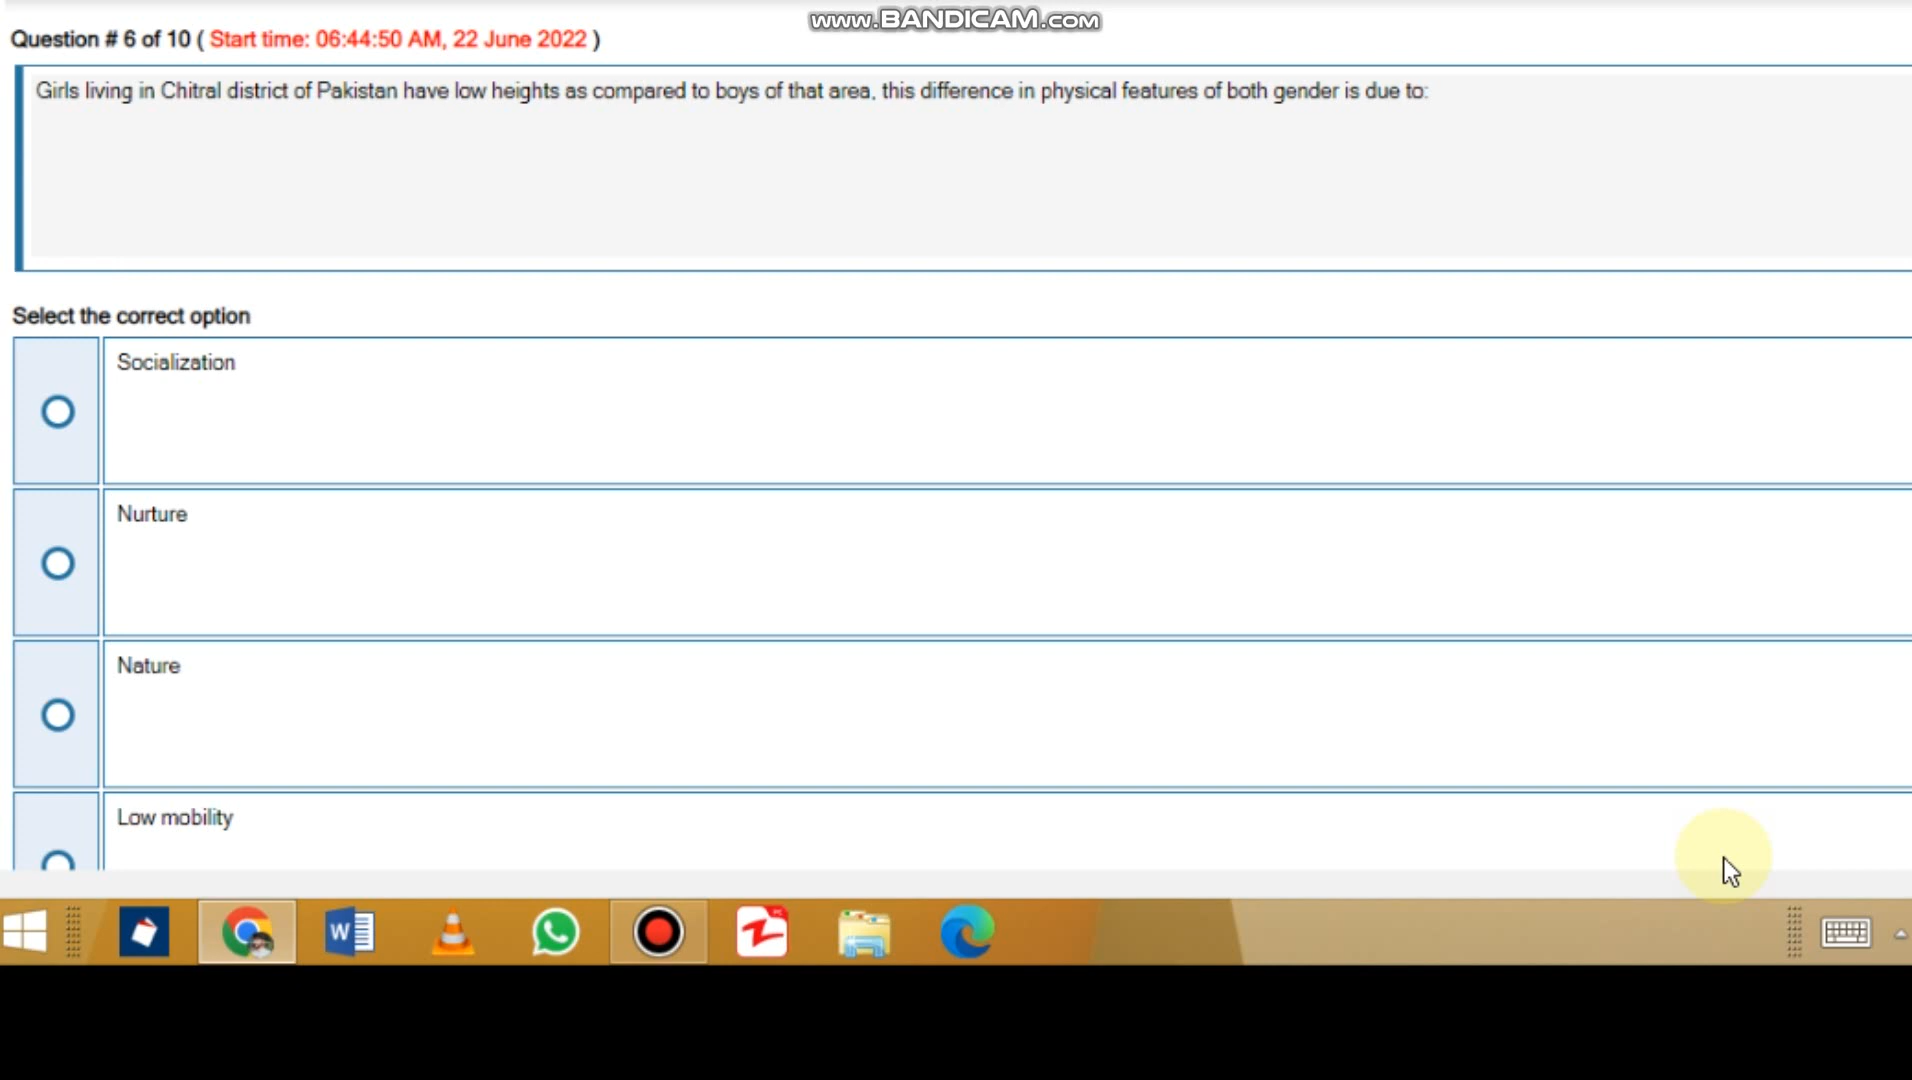 www.BANDICAM.com
Question # 6 of 10 ( Start time: 06:44:50 AM, 22 June 2022 )
Girls living in Chitral district of Pakistan have low heights as compared to boys of that area, this difference in physical features of both gender is due to:
Select the correct option
Socialization
Nurture
Nature
Low mobility
W
PC